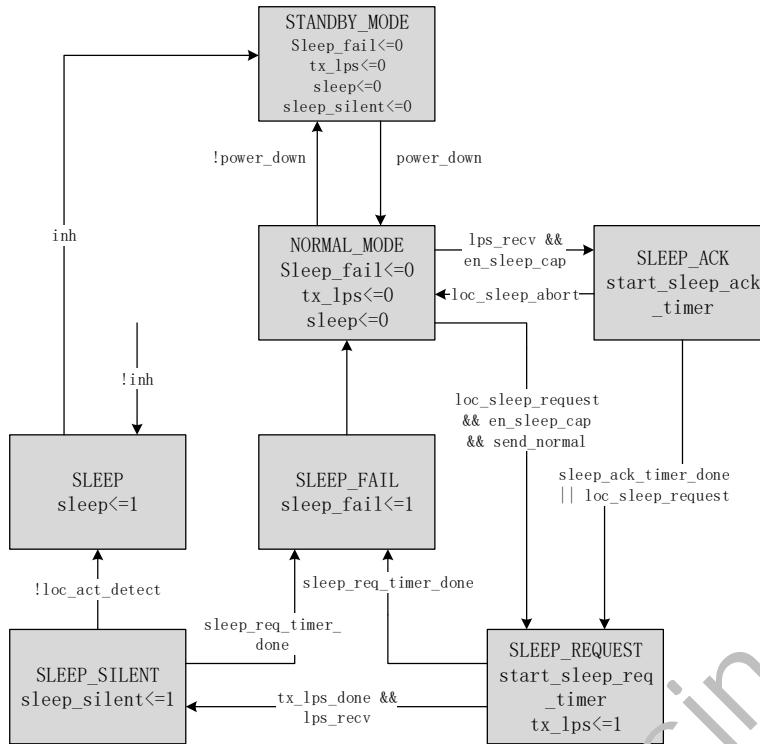 STANDBY_MODE
Sleep_fail<=0
tx_lps<=0
sleep<=0
sleep_silent<=0
!power_down
power_down
inh
NORMAL_MODE
Sleep_fail<=0
tx_lps<=0
sleep<=0
lps_recv &&
en_sleep_cap
loc_sleep_abort
SLEEP_ACK
start_sleep_ack
_timer
!inh
loc_sleep_request
&& en_sleep_cap
&& send_normal
SLEEP
sleep<=1
SLEEP_FAIL
sleep_fail<=1
sleep_ack_timer_done
|| loc_sleep_request
!loc_act_detect
sleep_req_timer_
done
sleep_req_timer_done
SLEEP_SILENT
sleep_silent<=1
tx_lps_done &&
lps_recv
SLEEP_REQUEST
start_sleep_req
_timer
tx_lps<=1